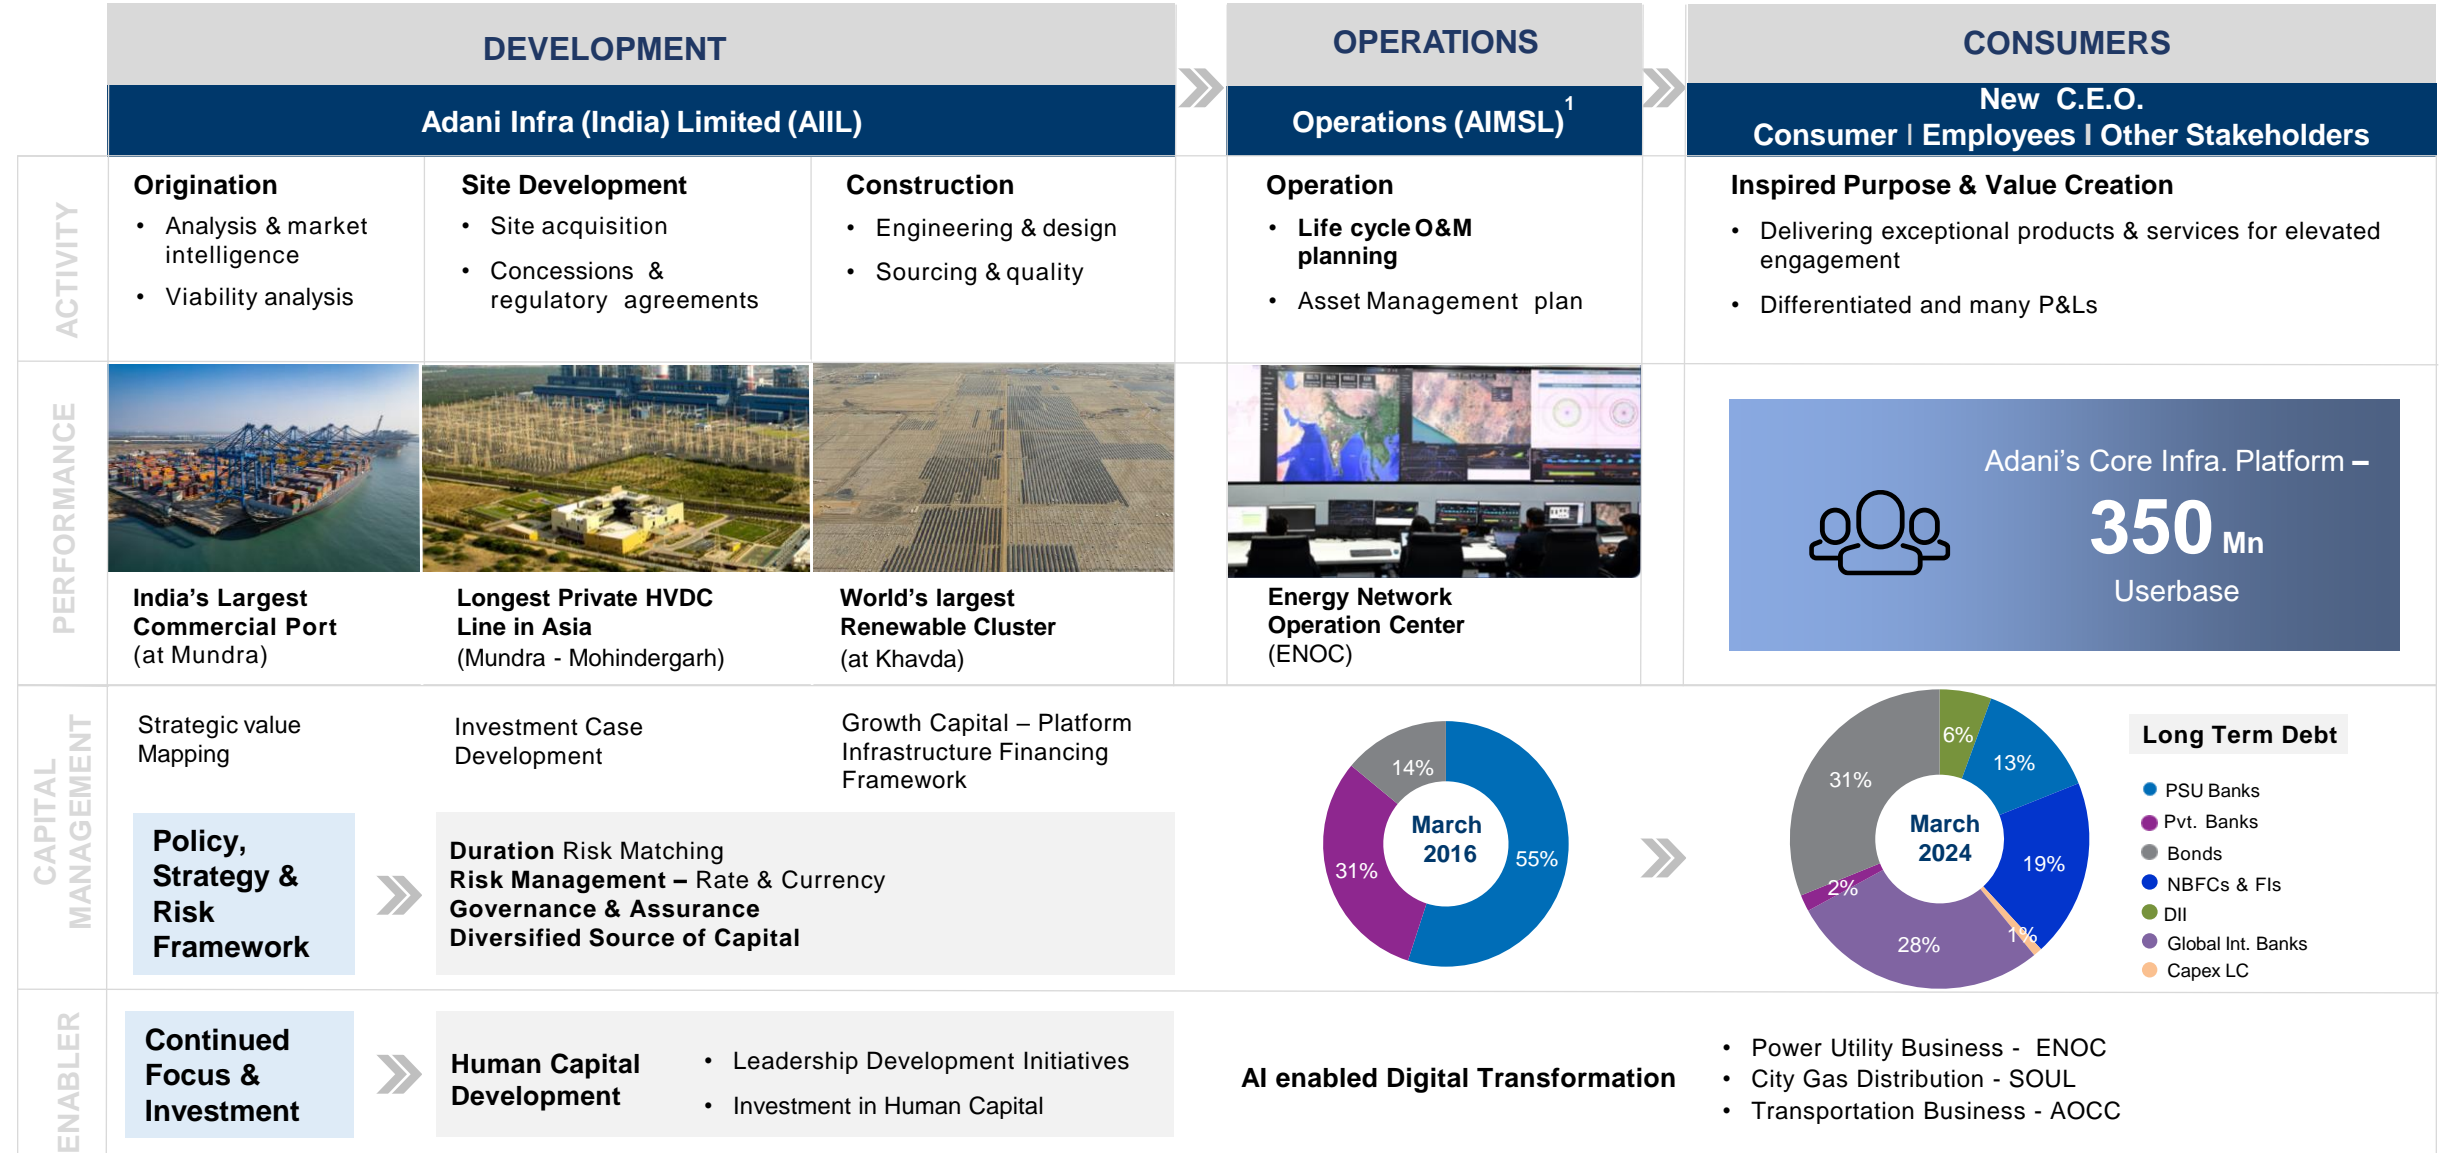 DEVELOPMENT
OPERATIONS
CONSUMERS
Adani Infra (India) Limited (AIIL)
Operations (AIMSL)1
New C.E.O.
Consumer I Employees I Other Stakeholders
ACTIVITY
Origination
• Analysis & market
intelligence
• Viability analysis
Site Development
• Site acquisition
• Concessions &
regulatory agreements
Construction
• Engineering & design
• Sourcing & quality
Operation
• Life cycle O&M
planning
• Asset Management plan
Inspired Purpose & Value Creation
• Delivering exceptional products & services for elevated
engagement
• Differentiated and many P&Ls
PERFORMANCE
India's Largest
Commercial Port
(at Mundra)
Longest Private HVDC
Line in Asia
(Mundra - Mohindergarh)
World's largest
Renewable Cluster
(at Khavda)
Energy Network
Operation Center
(ENOC)
Adani's Core Infra. Platform –
350 Mn
Userbase
CAPITAL
MANAGEMENT
Strategic value
Mapping
Investment Case
Development
Growth Capital – Platform
Infrastructure Financing
Framework
Policy,
Strategy &
Risk
Framework
Duration Risk Matching
Risk Management – Rate & Currency
Governance & Assurance
Diversified Source of Capital
14%
31%
55%
March
2016
6%
13%
31%
19%
2%
28%
1%
March
2024
Long Term Debt
PSU Banks
Pvt. Banks
Bonds
NBFCs & FIs
DII
Global Int. Banks
Capex LC
ENABLER
Continued
Focus &
Investment
Human Capital
Development
• Leadership Development Initiatives
• Investment in Human Capital
AI enabled Digital Transformation
• Power Utility Business - ENOC
• City Gas Distribution - SOUL
• Transportation Business - AOCC